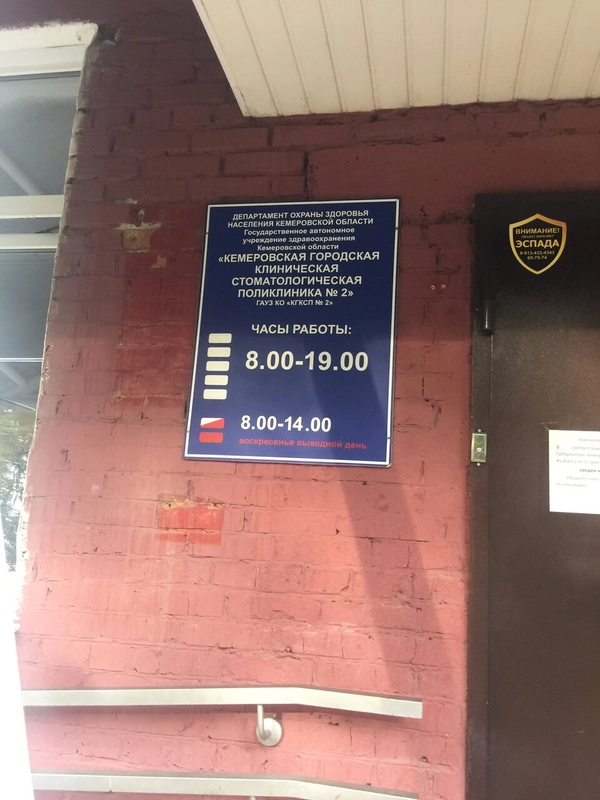 ДЕПАРТАМЕНТ ОХРАНЫ ЗДОРОВЬЯ
НАСЕЛЕНИЯ КЕМЕРОВСКОЙ ОБЛАСТИ
Государственное автономное
учреждение здравоохранения
Кемеровской области
«КЕМЕРОВСКАЯ ГОРОДСКАЯ
КЛИНИЧЕСКАЯ
СТОМАТОЛОГИЧЕСКАЯ
ПОЛИКЛИНИКА № 2»
ГАУЗ КО «КГКСП № 2»
ЧАСЫ РАБОТЫ:
8.00-19.00
8.00-14.00
воскресенье выходной день
ВНИМАНИЕ!
ЭСПАДА